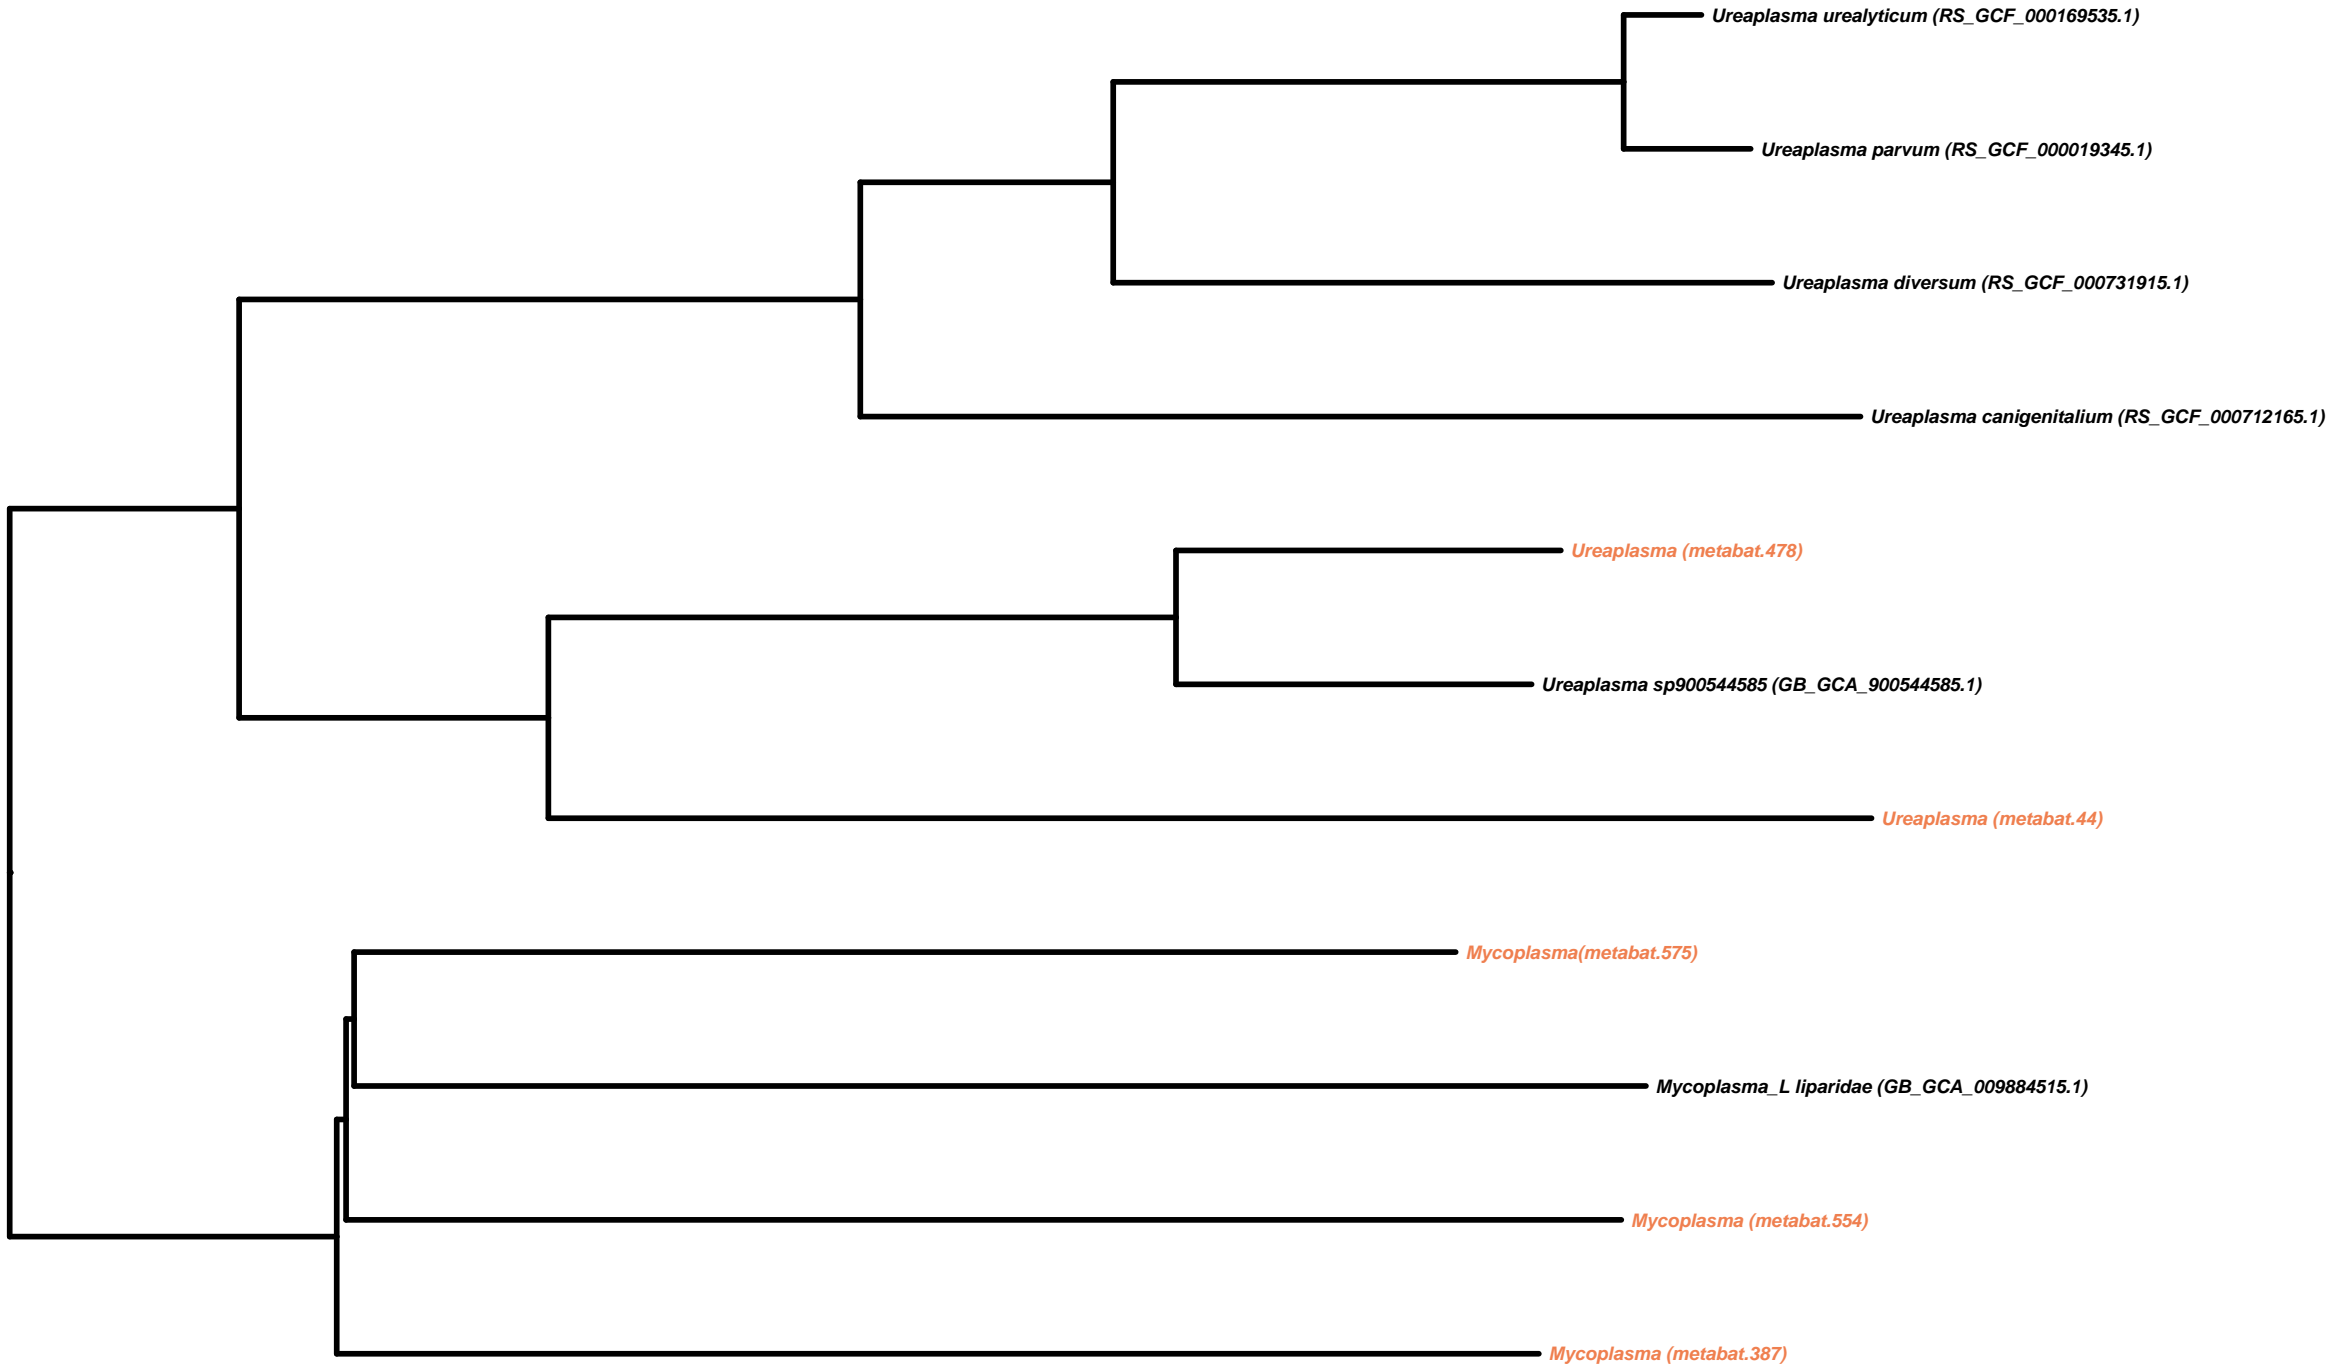 Ureaplasma urealyticum (RS_GCF_000169535.1)
Ureaplasma parvum (RS_GCF_000019345.1)
Ureaplasma diversum (RS_GCF_000731915.1)
Ureaplasma canigenitalium (RS_GCF_000712165.1)
Ureaplasma (metabat.478)
Ureaplasma sp900544585 (GB_GCA_900544585.1)
Ureaplasma (metabat.44)
Mycoplasma(metabat.575)
Mycoplasma_L liparidae (GB_GCA_009884515.1)
Mycoplasma (metabat.554)
Mycoplasma (metabat.387)